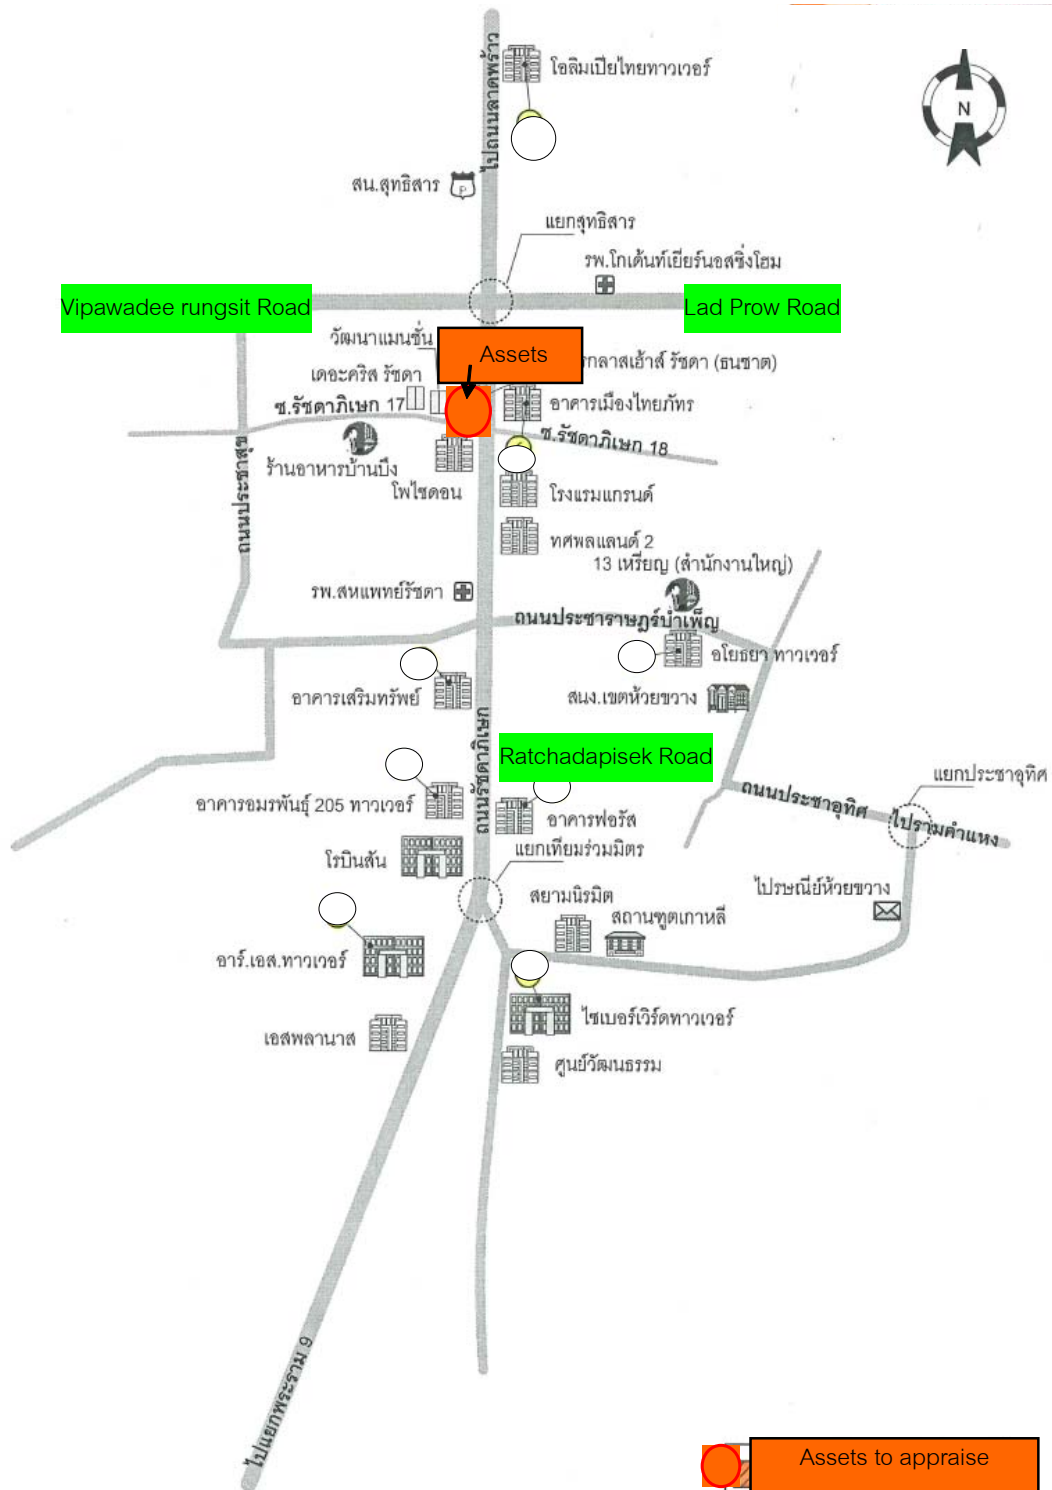 โอลิมเปียไทยทาวเวอร์
ไปถนนลาดพร้าว
N
สน.สุทธิสาร
P
แยกสุทธิสาร
รพ.โกเด้นท์เยียร์นอสซิ่งโฮม
Vipawadee rungsit Road
Lad Prow Road
วัฒนาแมนชั่น
Assets
รกลาสเฮ้าส์ รัชดา (ธนชาต)
เดอะคริส รัชดา
ซ.รัชดาภิเษก 17
อาคารเมืองไทยภัทร
ซ.รัชดาภิเษก 18
ร้านอาหารบ้านบึง
โพไซดอน
โรงแรมแกรนด์
ถนนประชาสุข
ทศพลแลนด์ 2
13 เหรียญ (สำนักงานใหญ่)
รพ.สหแพทย์รัชดา
ถนนประชาราษฎร์บำเพ็ญ
อโยธยา ทาวเวอร์
อาคารเสริมทรัพย์
สนง.เขตห้วยขวาง
ถนนรัชดาภิเษก
Ratchadapisek Road
แยกประชาอุทิศ
อาคารอมรพันธุ์ 205 ทาวเวอร์
อาคารฟอรัส
ถนนประชาอุทิศ
ไปรามคำแหง
แยกเทียมร่วมมิตร
โรบินสัน
ไปรษณีย์ห้วยขวาง
สยามนิรมิต
สถานฑูตเกาหลี
อาร์.เอส.ทาวเวอร์
ไซเบอร์เวิร์ดทาวเวอร์
เอสพลานาส
ศูนย์วัฒนธรรม
ไปแยกพระราม 9
Assets to appraise